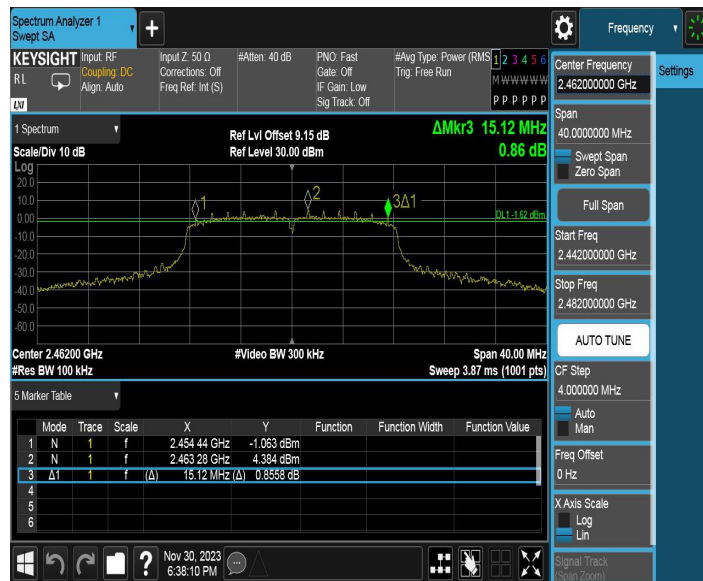 Spectrum Analyzer 1
Swept SA
+
Frequency
KEYSIGHT
RL
LXI
Input: RF
Coupling: DC
Align: Auto
Input Z: 50 Ω
Corrections: Off
Freq Ref: Int (S)
#Atten: 40 dB
PNO: Fast
Gate: Off
IF Gain: Low
Sig Track: Off
#Avg Type: Power (RMS
Trig: Free Run
1 2 3 4 5 6
M W W W W W
P P P P P P
1 Spectrum
Scale/Div 10 dB
Ref Lvl Offset 9.15 dB
Ref Level 30.00 dBm
ΔMkr3 15.12 MHz
0.86 dB
Log
20.0
10.0
0.00
-10.0
-20.0
-30.0
-40.0
-50.0
-60.0
1
2
3Δ1
DL1 -1.62 dBm
Center 2.46200 GHz
#Res BW 100 kHz
#Video BW 300 kHz
Span 40.00 MHz
Sweep 3.87 ms (1001 pts)
5 Marker Table
Mode Trace Scale X Y Function Function Width Function Value
1 N 1 f 2.454 44 GHz -1.063 dBm
2 N 1 f 2.463 28 GHz 4.384 dBm
3 Δ1 1 f (Δ) 15.12 MHz (Δ) 0.8558 dB
4
5
6
Nov 30, 2023
6:38:10 PM
?
Center Frequency
2.462000000 GHz
Settings
Span
40.0000000 MHz
Swept Span
Zero Span
Full Span
Start Freq
2.442000000 GHz
Stop Freq
2.482000000 GHz
AUTO TUNE
CF Step
4.000000 MHz
Auto
Man
Freq Offset
0 Hz
X Axis Scale
Log
Lin
Signal Track
(Span Zoom)